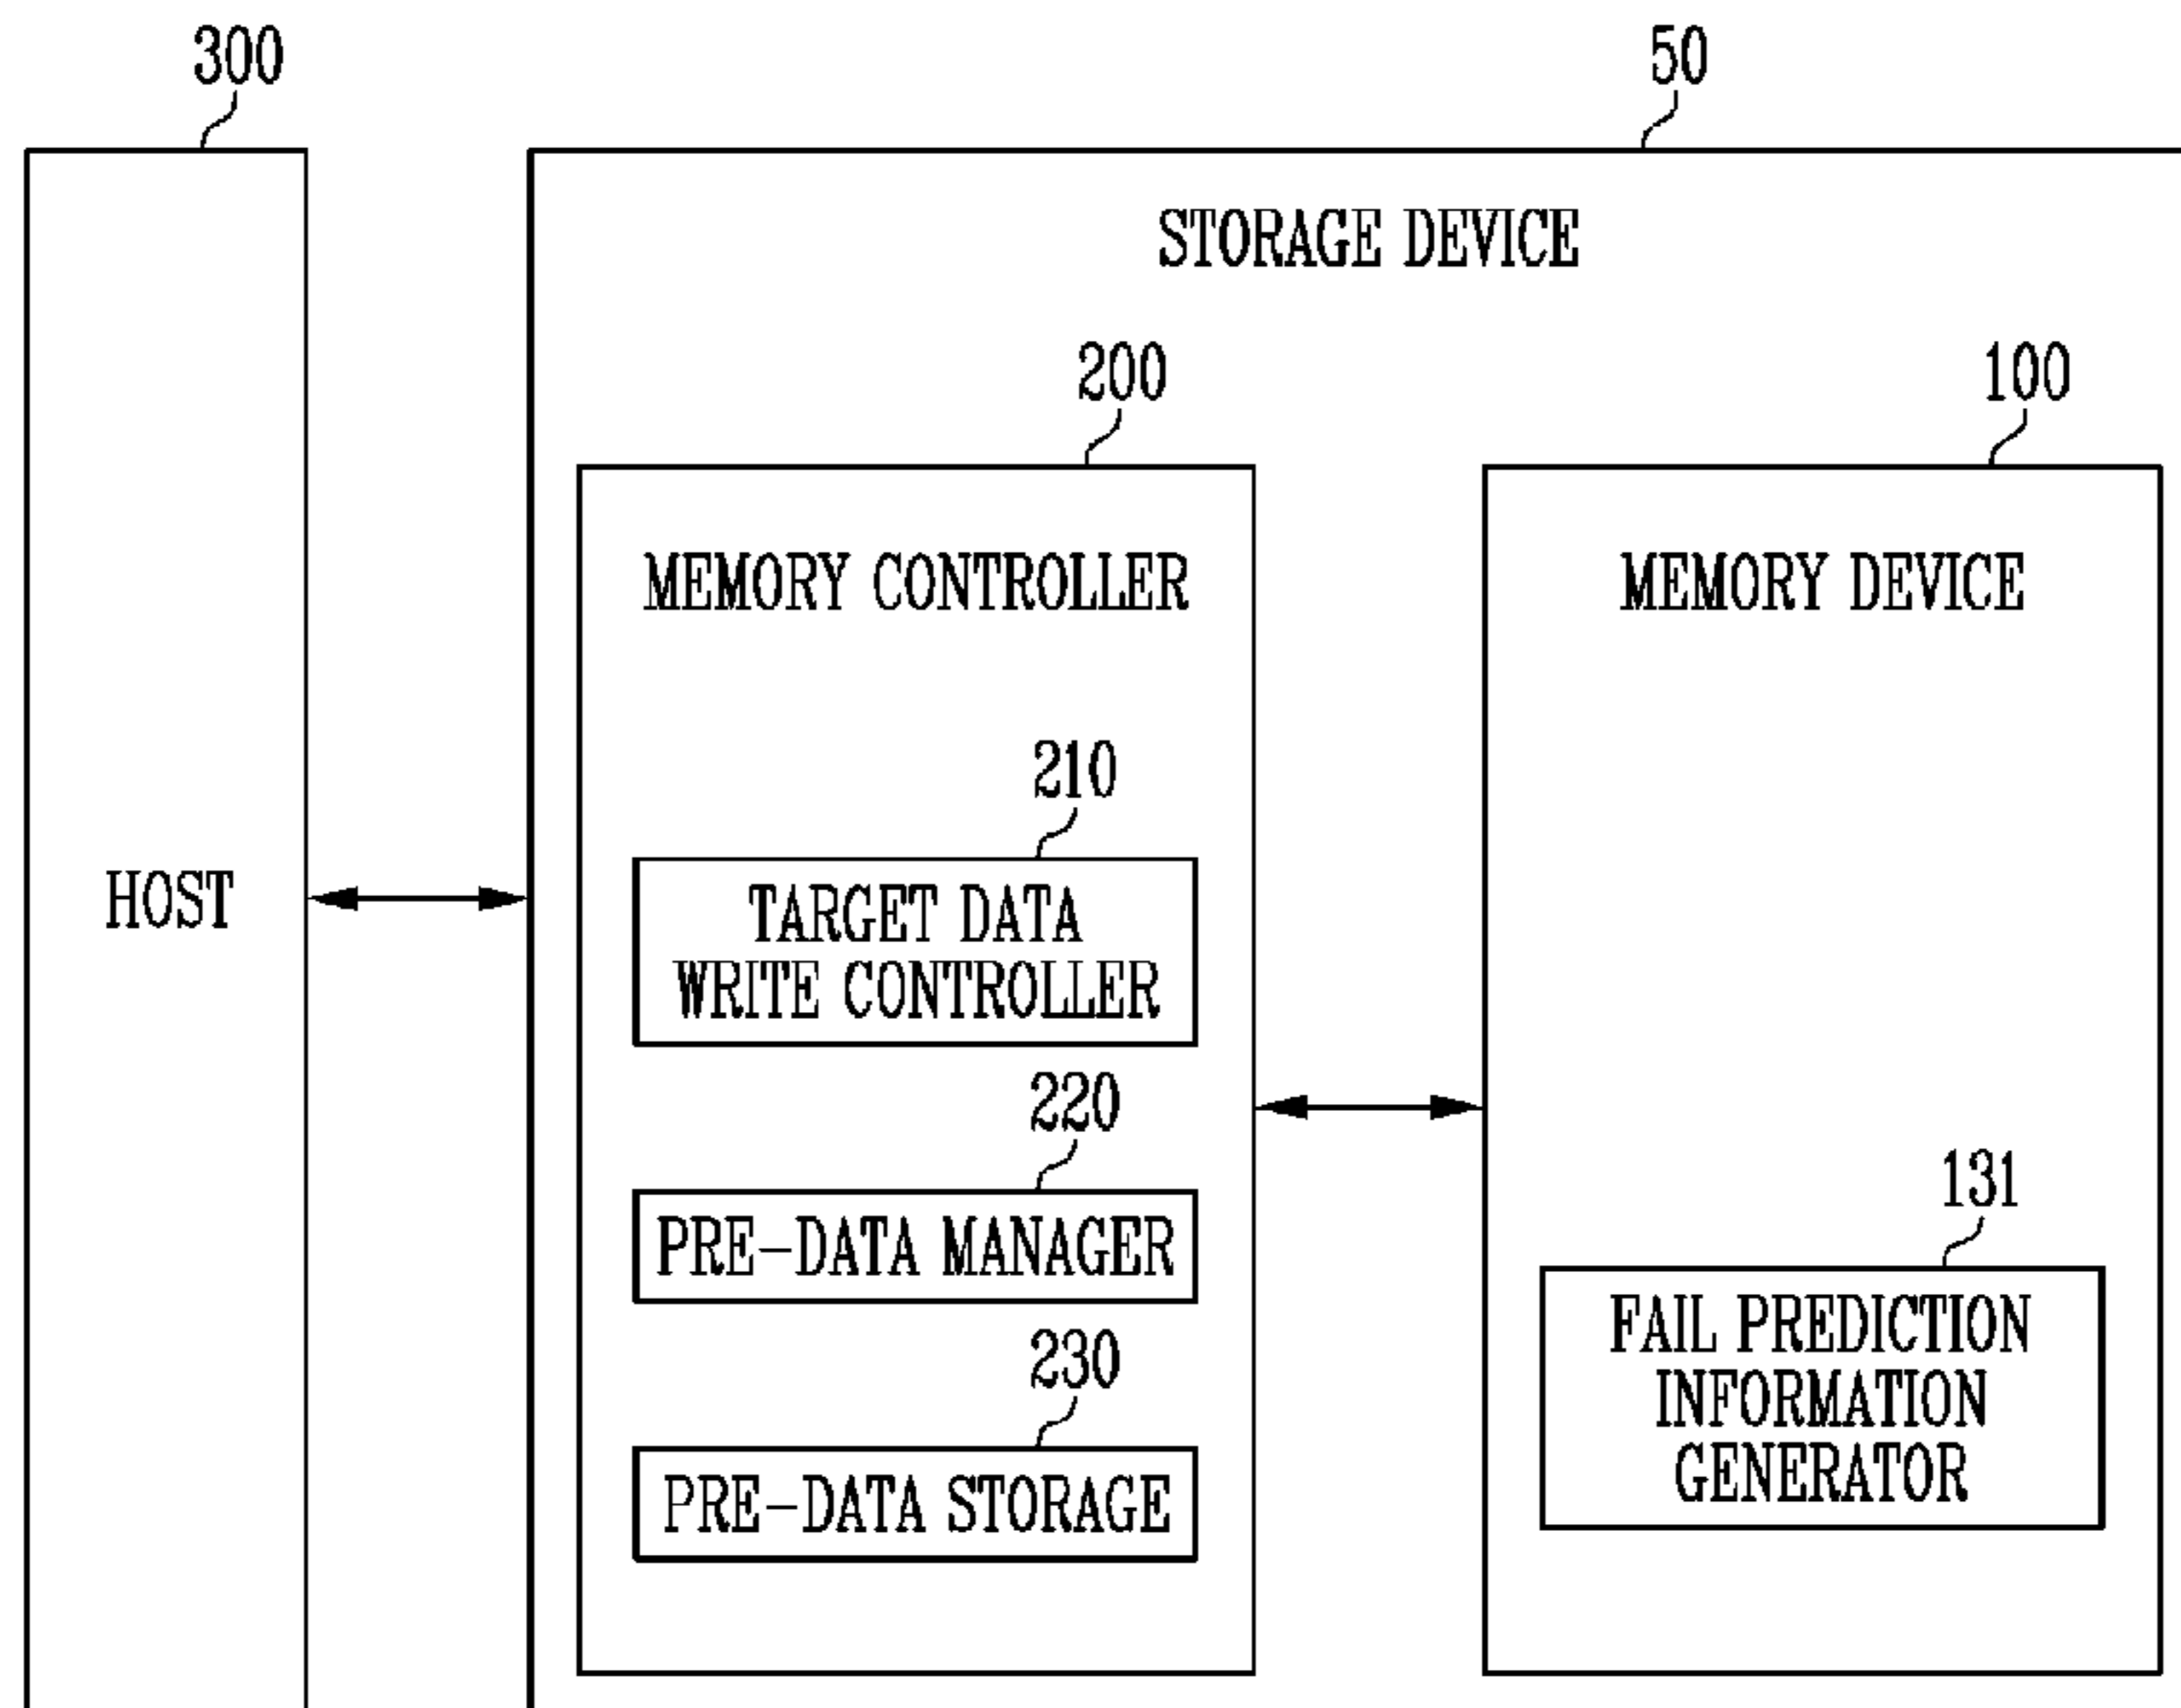 300
50
STORAGE DEVICE
200
100
MEMORY CONTROLLER
MEMORY DEVICE
210
HOST
TARGET DATA
WRITE CONTROLLER
220
PRE-DATA MANAGER
131
FAIL PREDICTION
INFORMATION
GENERATOR
230
PRE-DATA STORAGE